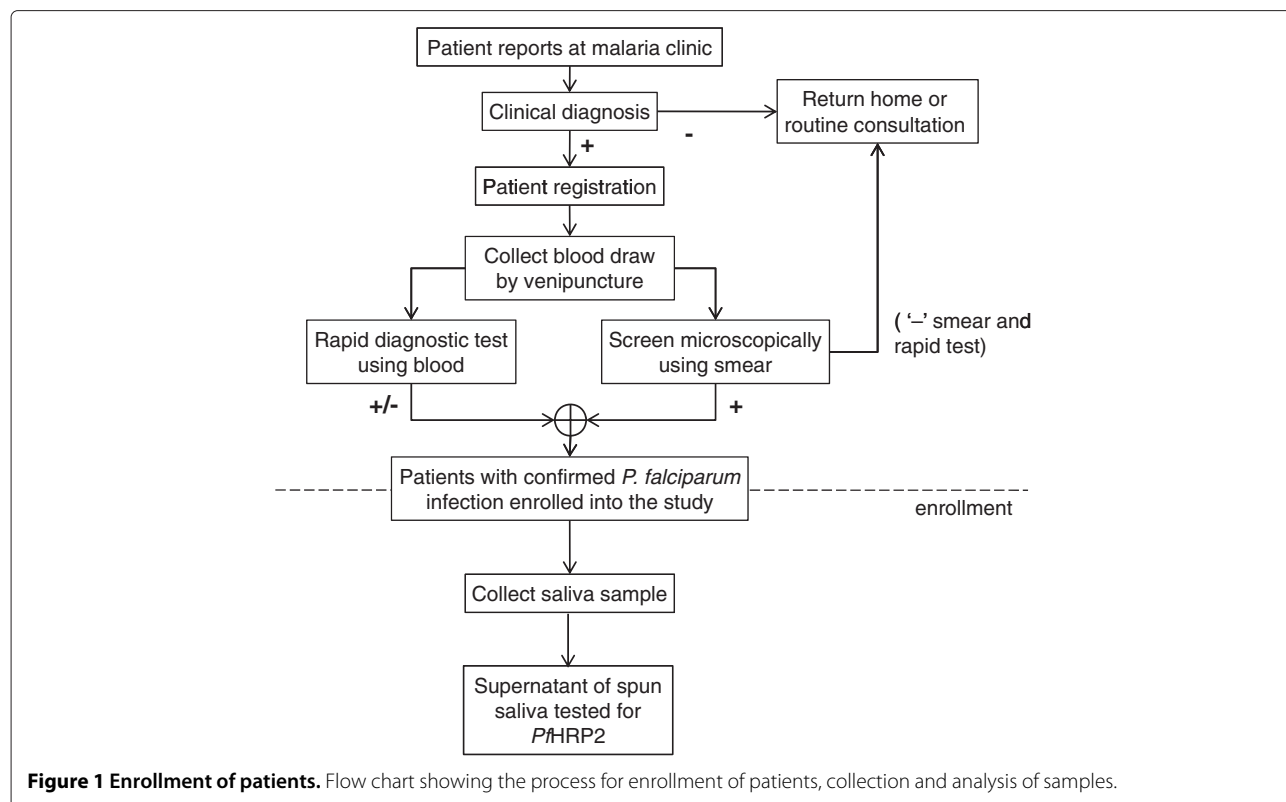 Patient reports at malaria clinic
Clinical diagnosis
-
Return home or
routine consultation
+
Patient registration
Collect blood draw
by venipuncture
Rapid diagnostic test
using blood
Screen microscopically
using smear
( ‘–’ smear and
rapid test)
+/-
+
Patients with confirmed P. falciparum
infection enrolled into the study
enrollment
Collect saliva sample
Supernatant of spun
saliva tested for
PfHRP2
Figure 1 Enrollment of patients. Flow chart showing the process for enrollment of patients, collection and analysis of samples.